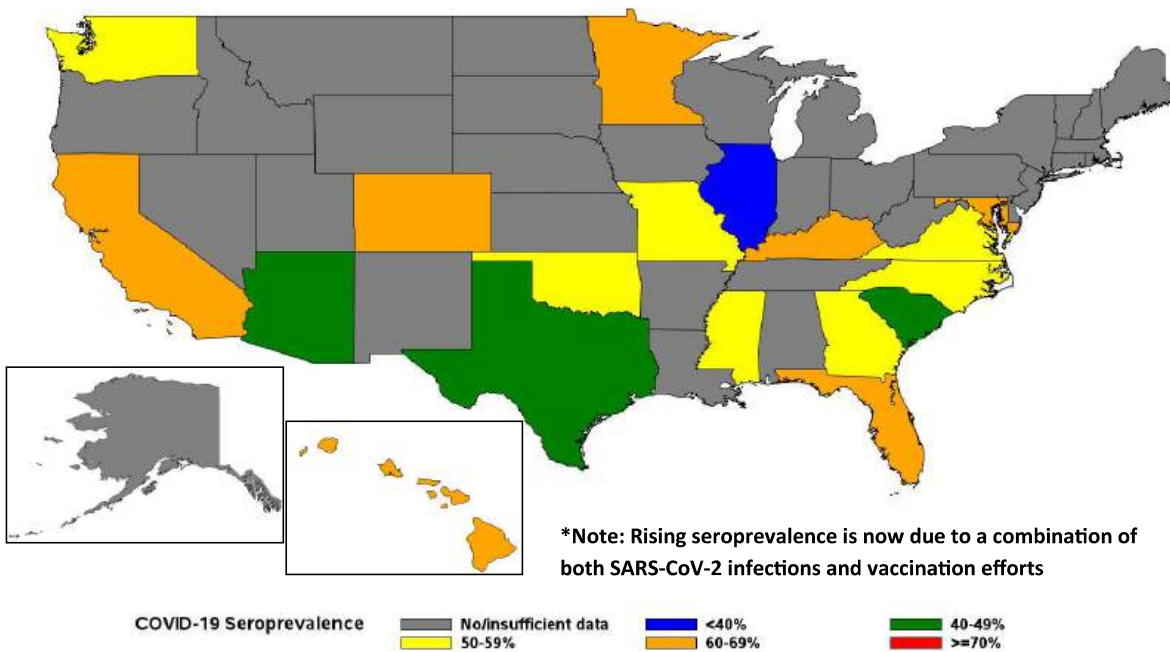 *Note: Rising seroprevalence is now due to a combination of
both SARS-CoV-2 infections and vaccination efforts
COVID-19 Seroprevalence
No/insufficient data
<40%
40-49%
50-59%
60-69%
>=70%